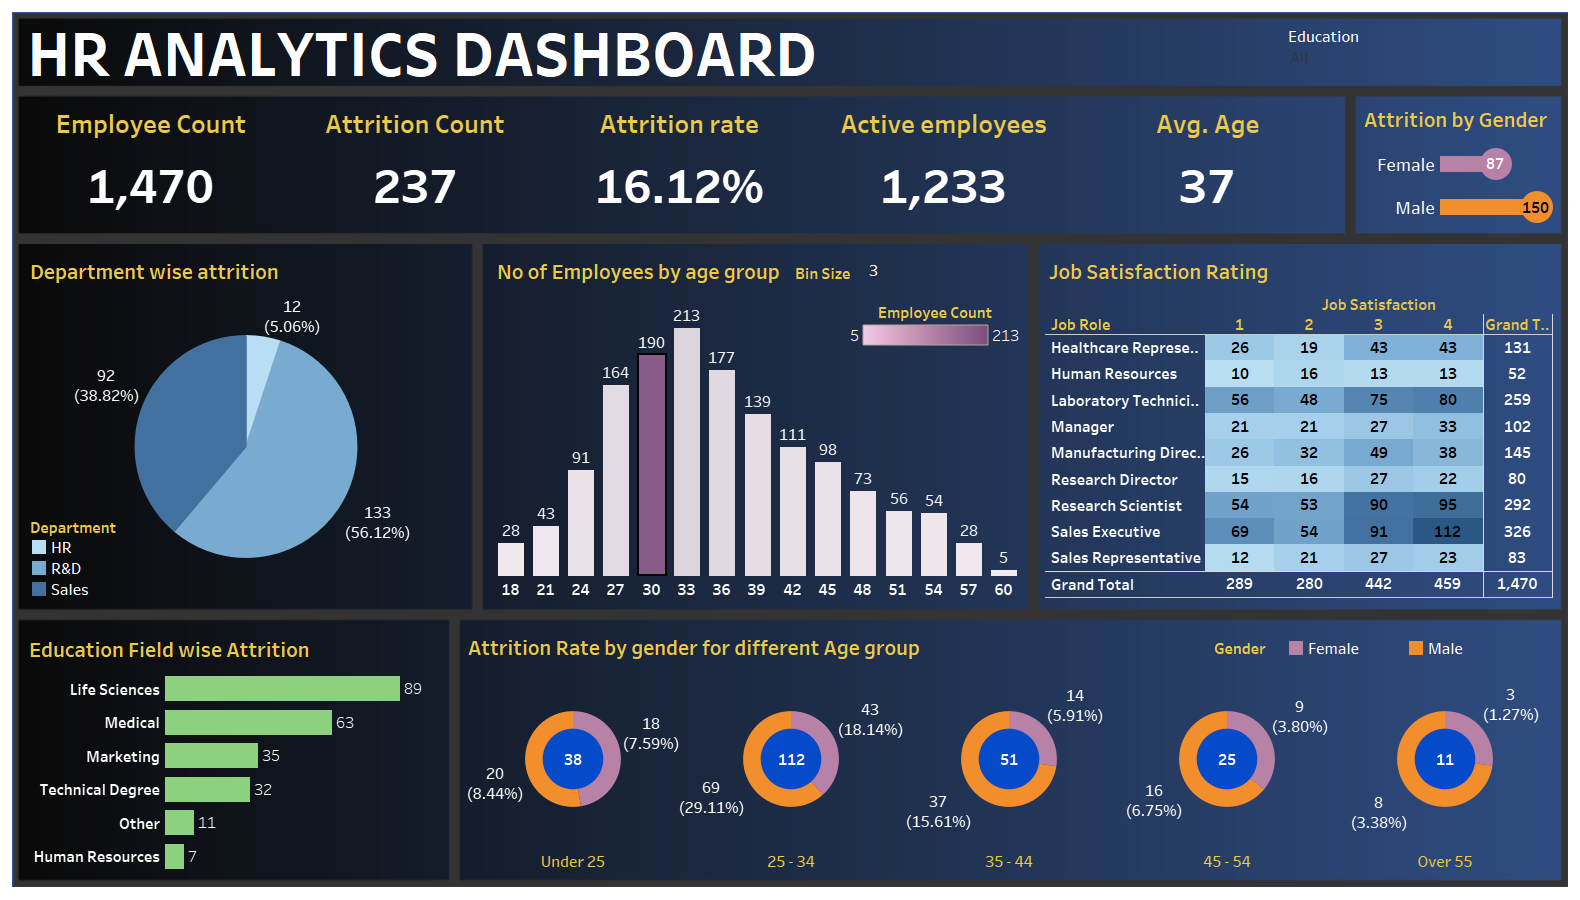 HR ANALYTICS DASHBOARD
Education
All
Employee Count
Attrition Count
Attrition rate
Active employees
Avg. Age
1,470
237
16.12%
1,233
37
Attrition by Gender
Female 87
Male 150
Department wise attrition
12
(5.06%)
92
(38.82%)
133
(56.12%)
Department
HR
R&D
Sales
No of Employees by age group
Bin Size 3
Employee Count
5 213
28 43 91 164 190 213 177 139 111 98 73 56 54 28 5
18 21 24 27 30 33 36 39 42 45 48 51 54 57 60
Job Satisfaction Rating
Job Satisfaction
Job Role 1 2 3 4 Grand T..
Healthcare Represe.. 26 19 43 43 131
Human Resources 10 16 13 13 52
Laboratory Technici.. 56 48 75 80 259
Manager 21 21 27 33 102
Manufacturing Direc.. 26 32 49 38 145
Research Director 15 16 27 22 80
Research Scientist 54 53 90 95 292
Sales Executive 69 54 91 112 326
Sales Representative 12 21 27 23 83
Grand Total 289 280 442 459 1,470
Education Field wise Attrition
Life Sciences 89
Medical 63
Marketing 35
Technical Degree 32
Other 11
Human Resources 7
Attrition Rate by gender for different Age group
Gender Female Male
18
(7.59%)
38
20
(8.44%)
Under 25
43
(18.14%)
112
69
(29.11%)
25 - 34
14
(5.91%)
51
37
(15.61%)
35 - 44
9
(3.80%)
25
16
(6.75%)
45 - 54
3
(1.27%)
11
8
(3.38%)
Over 55